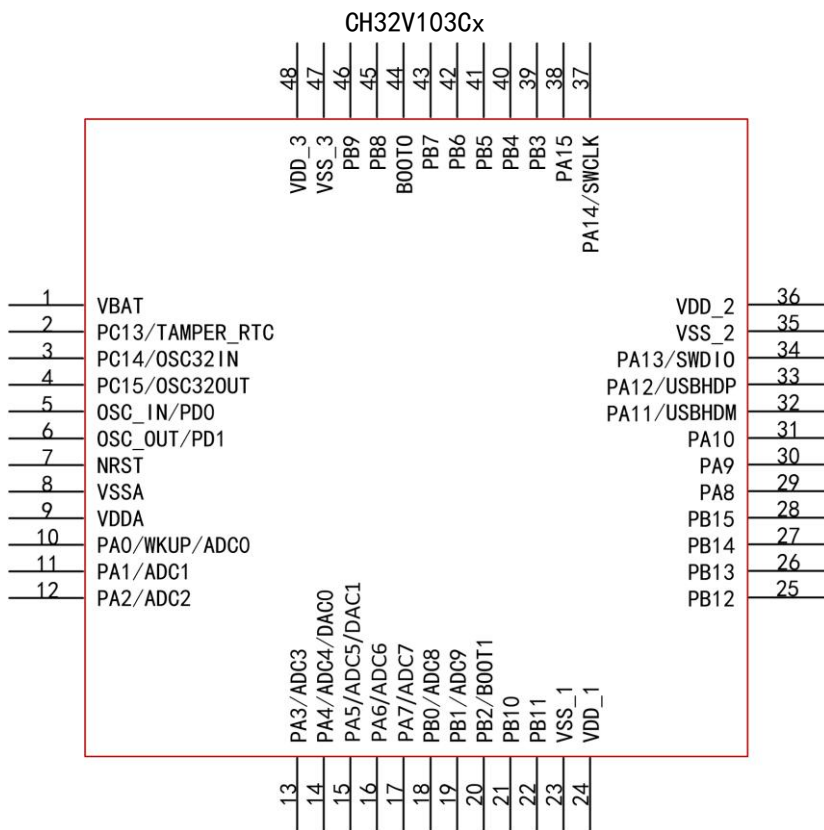 CH32V103Cx
48 47 46 45 44 43 42 41 40 39 38 37
VDD_3 VSS_3 PB9 PB8 BOOT0 PB7 PB6 PB5 PB4 PB3 PA15 PA14/SWCLK
1 VBAT
2 PC13/TAMPER_RTC
3 PC14/OSC32IN
4 PC15/OSC32OUT
5 OSC_IN/PD0
6 OSC_OUT/PD1
7 NRST
8 VSSA
9 VDDA
10 PA0/WKUP/ADC0
11 PA1/ADC1
12 PA2/ADC2
VDD_2 36
VSS_2 35
PA13/SWDIO 34
PA12/USBHDP 33
PA11/USBHDM 32
PA10 31
PA9 30
PA8 29
PB15 28
PB14 27
PB13 26
PB12 25
PA3/ADC3 PA4/ADC4/DAC0 PA5/ADC5/DAC1 PA6/ADC6 PA7/ADC7 PB0/ADC8 PB1/ADC9 PB2/BOOT1 PB10 PB11 VSS_1 VDD_1
13 14 15 16 17 18 19 20 21 22 23 24